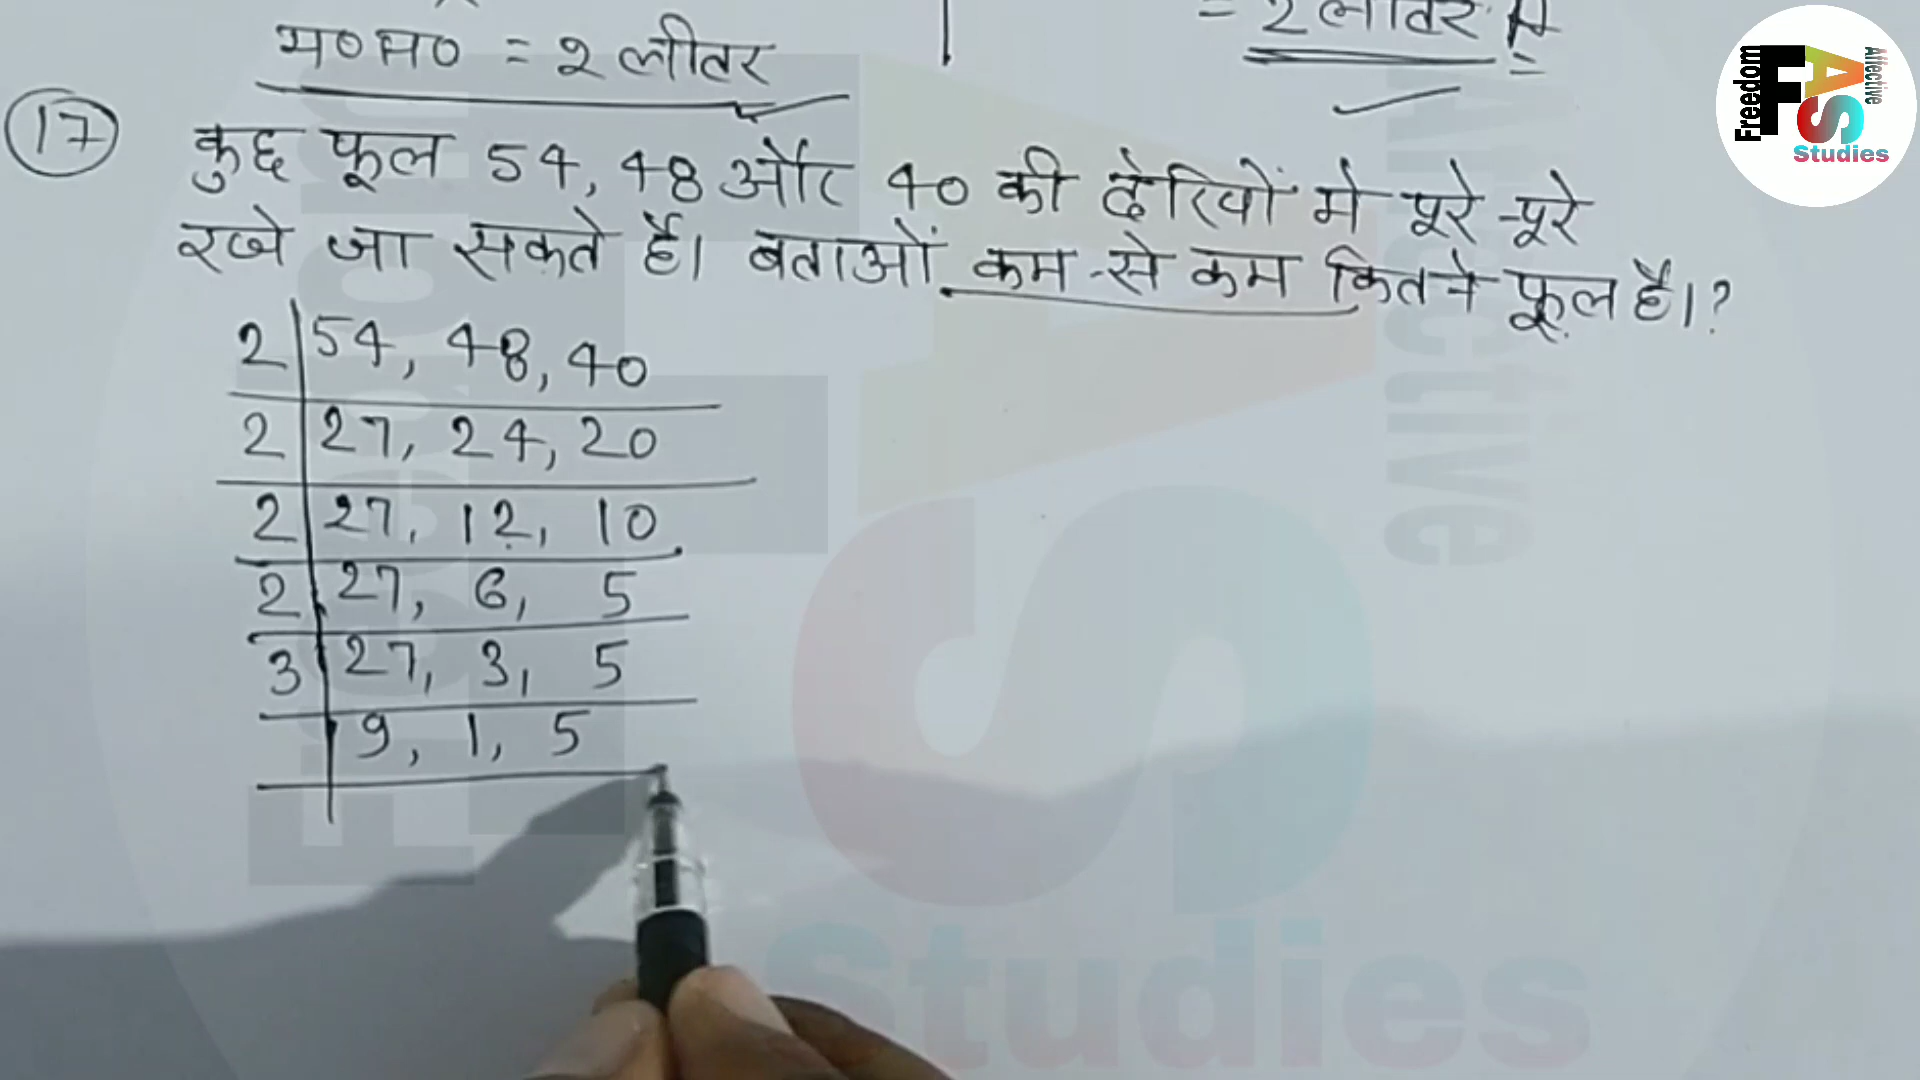 म०स० = २ लीटर
= 2 लीटर
17 कुछ फूल 54, 48 और 40 की ढेरियों मे पूरे-पूरे
रखे जा सकते हैं। बताओं कम-से कम कितने फूल है।?
2 | 54, 48, 40
2 | 27, 24, 20
2 | 27, 12, 10
2 | 27, 6, 5
3 | 27, 3, 5
9, 1, 5
Freedom
FAS
Affective
Studies